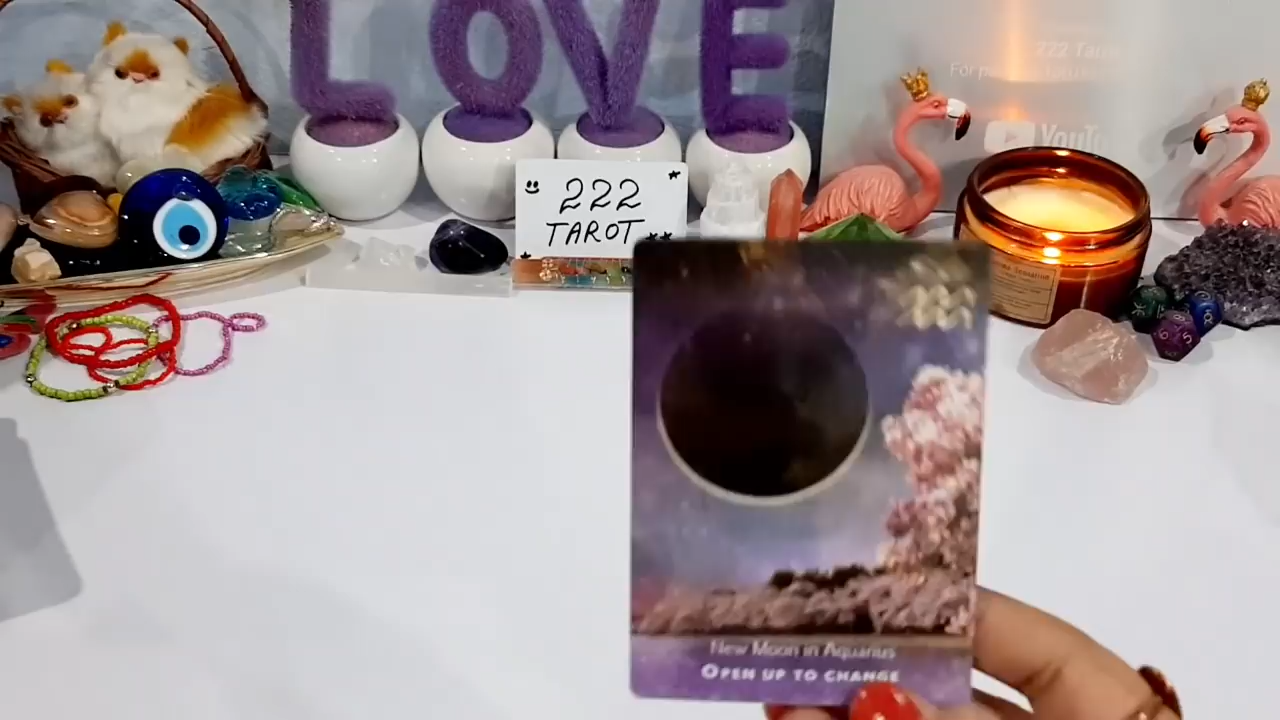 LOVE
222 Tarot
YouTube
222
TAROT
New Moon in Aquarius
OPEN UP TO CHANGE